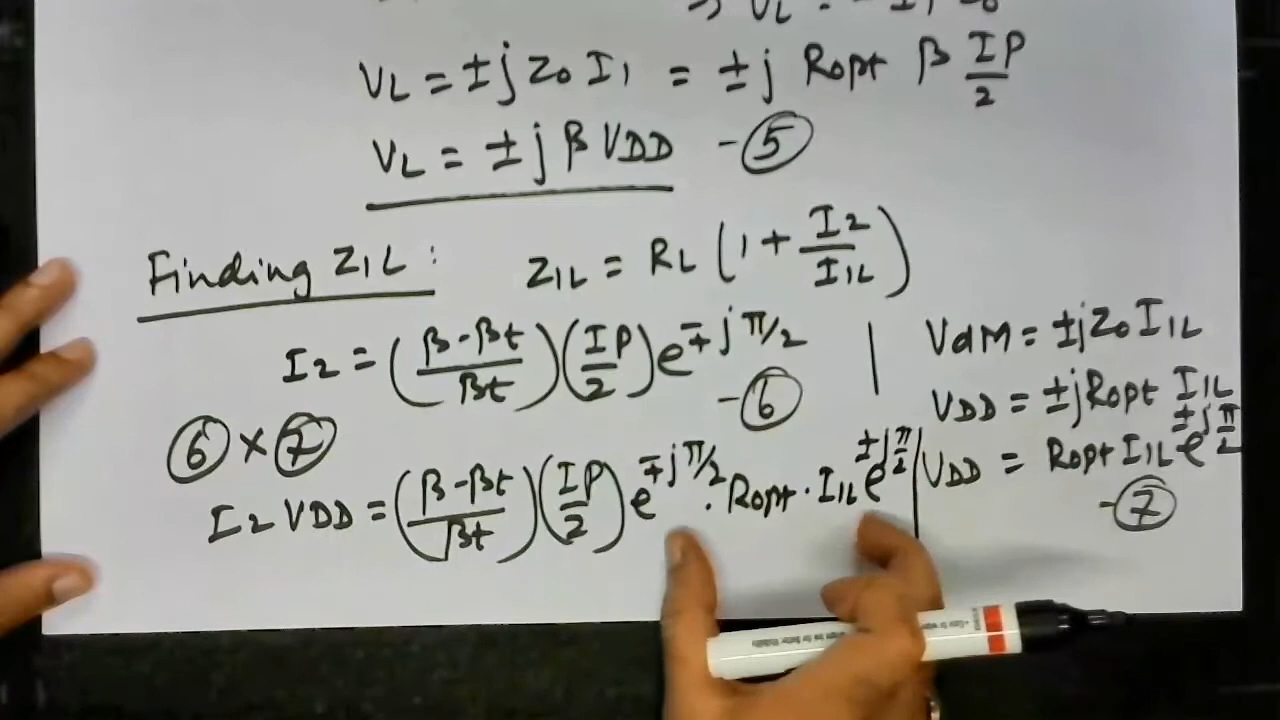 VL = ±j Z0 I1 = ±j Ropt β IP/2
VL = ±j β VDD - ⑤
Finding Z1L : Z1L = RL (1 + I2/I1L)
I2 = ((β-βt)/βt)(IP/2) e^∓jπ/2 - ⑥
VdM = ±jZ0 I1L
VDD = ±jRopt I1L
VDD = Ropt I1L e^±jπ/2 - ⑦
⑥ × ⑦
I2 VDD = ((β-βt)/βt)(IP/2) e^∓jπ/2 . Ropt . I1L e^±jπ/2